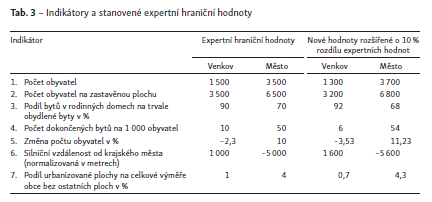 Tab. 3 – Indikátory a stanovené expertní hraniční hodnoty
Indikátor Expertní hraniční hodnoty Nové hodnoty rozšířené o 10 %
rozdílu expertních hodnot
Venkov Město Venkov Město
1. Počet obyvatel 1 500 3 500 1 300 3 700
2. Počet obyvatel na zastavěnou plochu 3 500 6 500 3 200 6 800
3. Podíl bytů v rodinných domech na trvale 90 70 92 68
obydlené byty v %
4. Počet dokončených bytů na 1 000 obyvatel 10 50 6 54
5. Změna počtu obyvatel v % –2,3 10 –3,53 11,23
6. Silniční vzdálenost od krajského města 1 000 –5 000 1 600 –5 600
(normalizovaná v metrech)
7. Podíl urbanizované plochy na celkové výměře 1 4 0,7 4,3
obce bez ostatních ploch v %